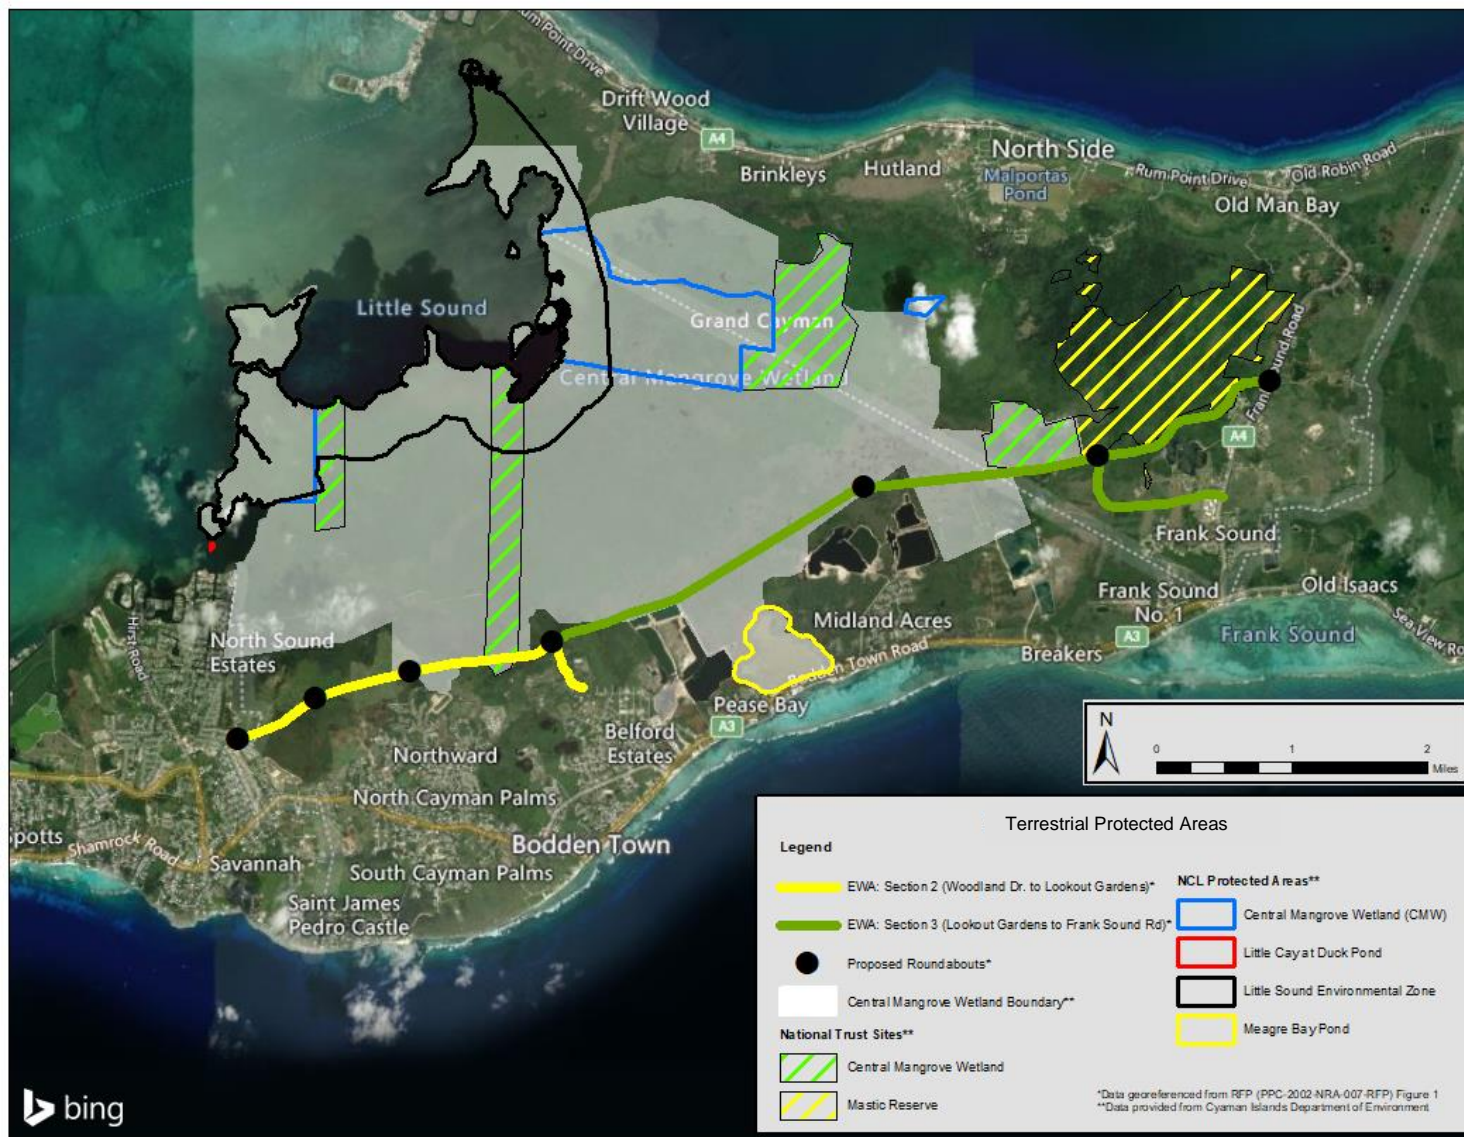 um Point Drive
Drift Wood
Village
A4
Brinkleys
Hutland
North Side
Malportas
Pond
Rum Point Drive
Old Robin Road
Old Man Bay
Little Sound
Grand Cayman
Central Mangrove Wetland
Frank Sound Road
A4
Frank Sound
Frank Sound
No. 1
Old Isaacs
A3
Frank Sound
Sea View Ro
Hirst Road
North Sound
Estates
Midland Acres
Breakers
Bodden Town Road
Pease Bay
A3
Belford
Estates
Northward
North Cayman Palms
Bodden Town
Spotts
Shamrock Road
Savannah
South Cayman Palms
Saint James
Pedro Castle
N
0 1 2
Miles
Terrestrial Protected Areas
Legend
EWA: Section 2 (Woodland Dr. to Lookout Gardens)*
EWA: Section 3 (Lookout Gardens to Frank Sound Rd)*
Proposed Roundabouts*
Central Mangrove Wetland Boundary**
National Trust Sites**
Central Mangrove Wetland
Mastic Reserve
NCL Protected Areas**
Central Mangrove Wetland (CMW)
Little Cay at Duck Pond
Little Sound Environmental Zone
Meagre Bay Pond
*Data georeferenced from RFP (PPC-2002-NRA-007-RFP) Figure 1
**Data provided from Cyaman Islands Department of Environment
bing